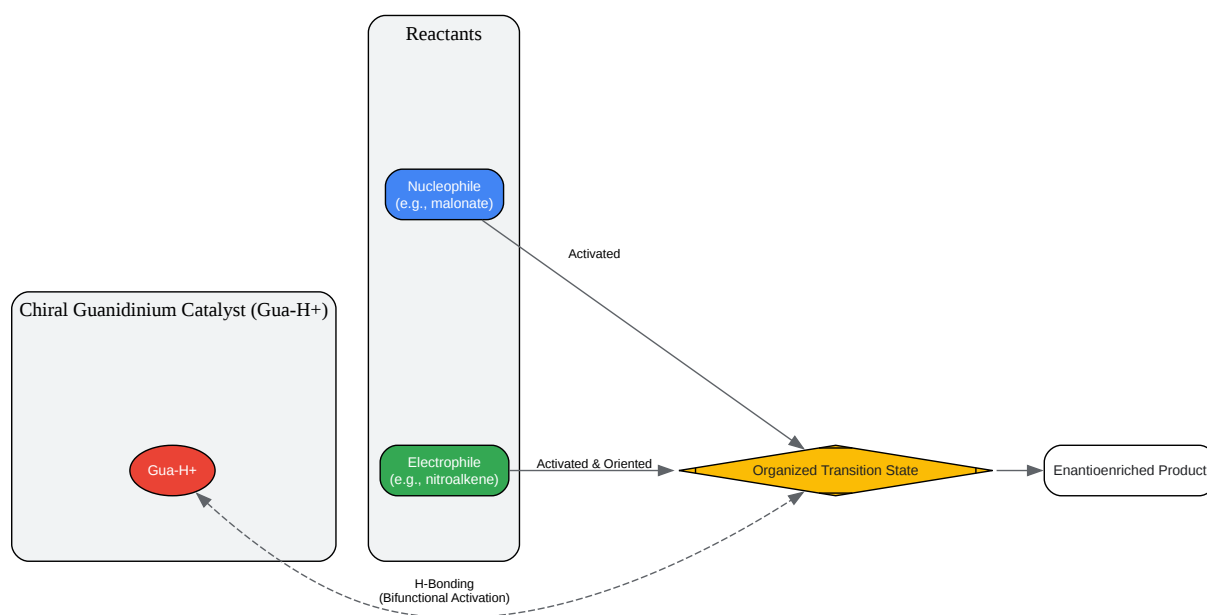 Reactants
Nucleophile
(e.g., malonate)
Activated
Chiral Guanidinium Catalyst (Gua-H+)
Gua-H+
Electrophile
(e.g., nitroalkene)
Activated & Oriented
Organized Transition State
Enantioenriched Product
H-Bonding
(Bifunctional Activation)